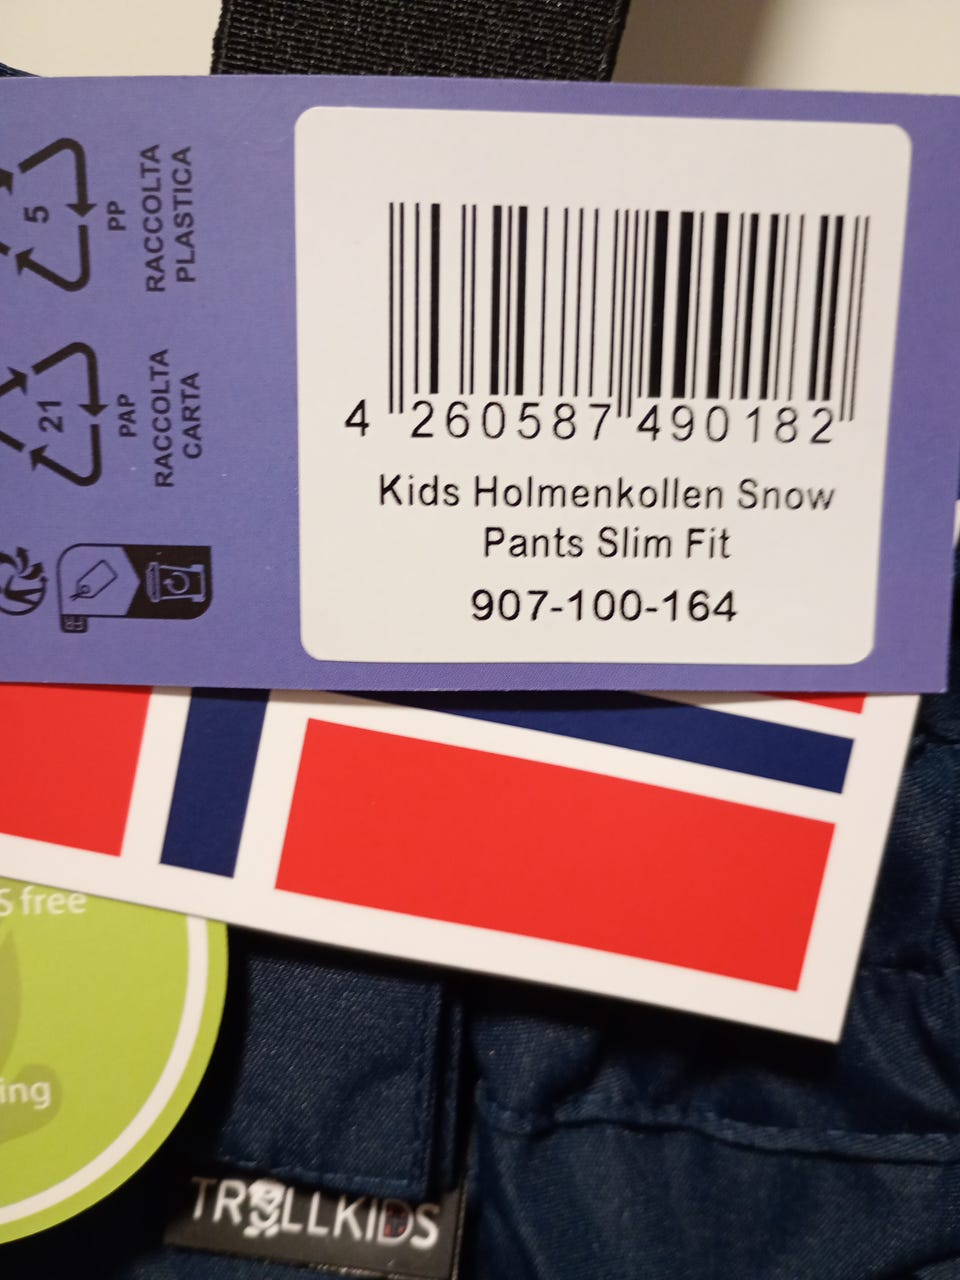 5
PP
RACCOLTA
PLASTICA
21
PAP
RACCOLTA
CARTA
4 260587 490182
Kids Holmenkollen Snow
Pants Slim Fit
907-100-164
S free
ing
TROLLKIDS